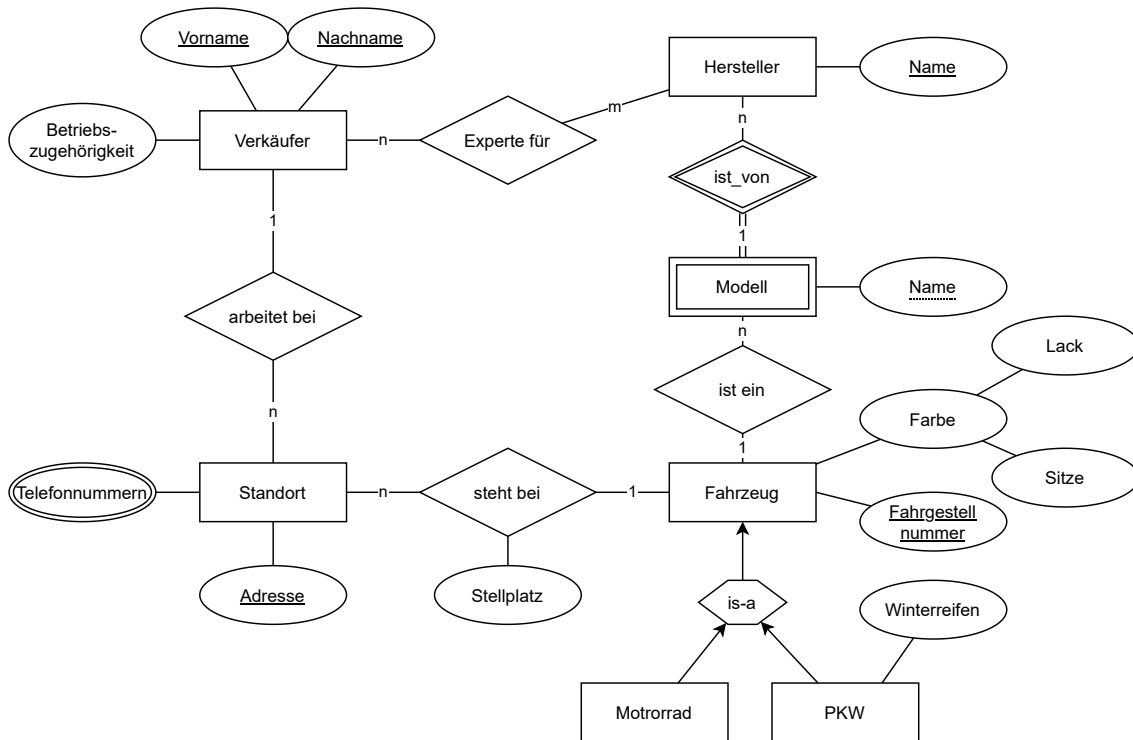 Vorname
Nachname
Hersteller
Name
Betriebs-
zugehörigkeit
Verkäufer
n
Experte für
m
n
ist_von
1
1
Modell
Name
arbeitet bei
n
Lack
ist ein
Farbe
n
1
Sitze
Telefonnummern
Standort
n
steht bei
1
Fahrzeug
Fahrgestell
nummer
Adresse
Stellplatz
is-a
Winterreifen
Motrorrad
PKW